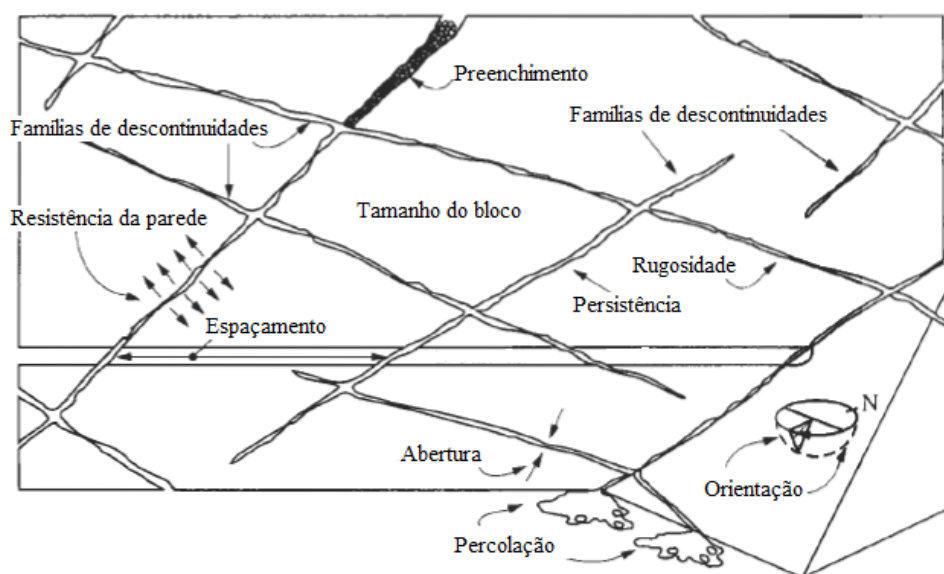 Preenchimento
Famílias de descontinuidades
Famílias de descontinuidades
Resistência da parede
Tamanho do bloco
Rugosidade
Persistência
Espaçamento
N
Abertura
Orientação
Percolação